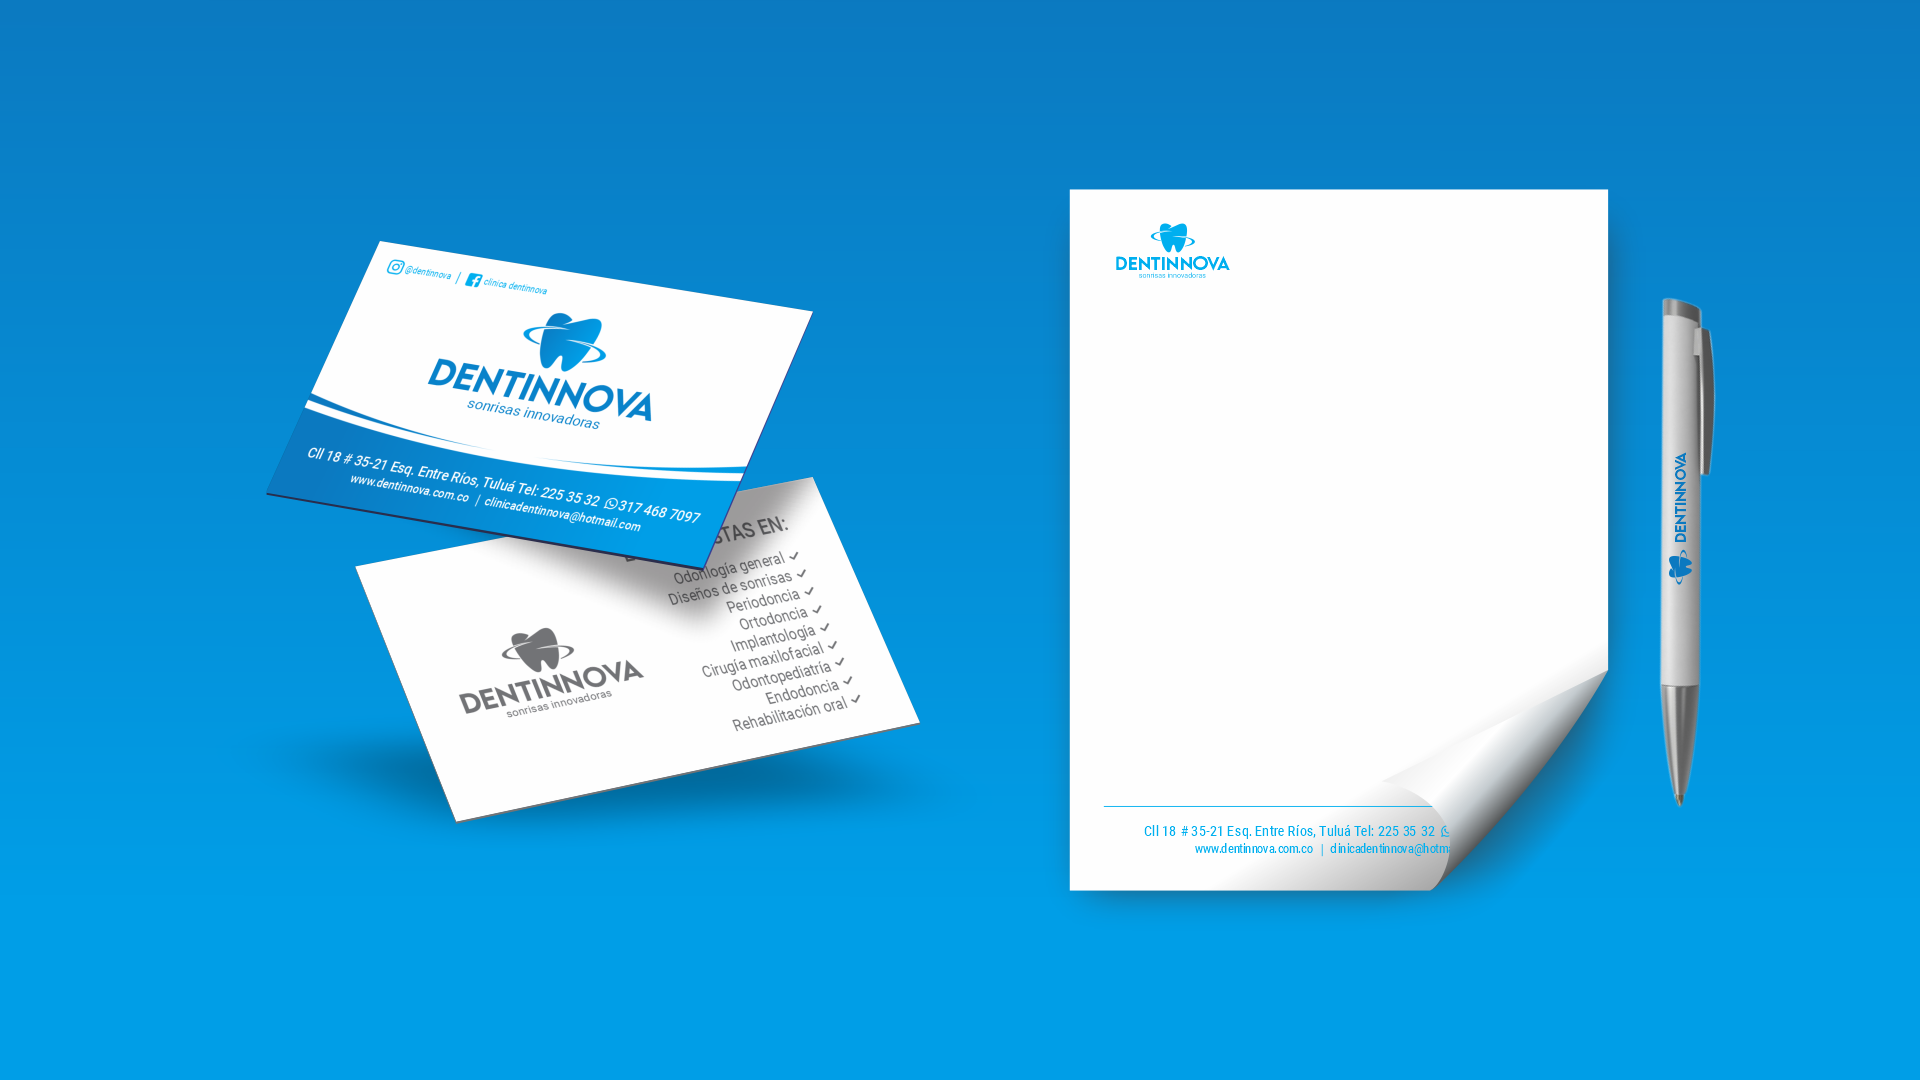 @dentinnova | clinica dentinnova
DENTINNOVA
sonrisas innovadoras
Cll 18 # 35-21 Esq. Entre Ríos, Tuluá Tel: 225 35 32 317 468 7097
www.dentinnova.com.co | clinicadentinnova@hotmail.com
EN:
Odonlogía general
Diseños de sonrisas
Periodoncia
Ortodoncia
Implantología
Cirugía maxilofacial
Odontopediatría
Endodoncia
Rehabilitación oral
DENTINNOVA
sonrisas innovadoras
DENTINNOVA
sonrisas innovadoras
Cll 18 # 35-21 Esq. Entre Ríos, Tuluá Tel: 225 35 32
www.dentinnova.com.co | clinicadentinnova@hotm
DENTINNOVA